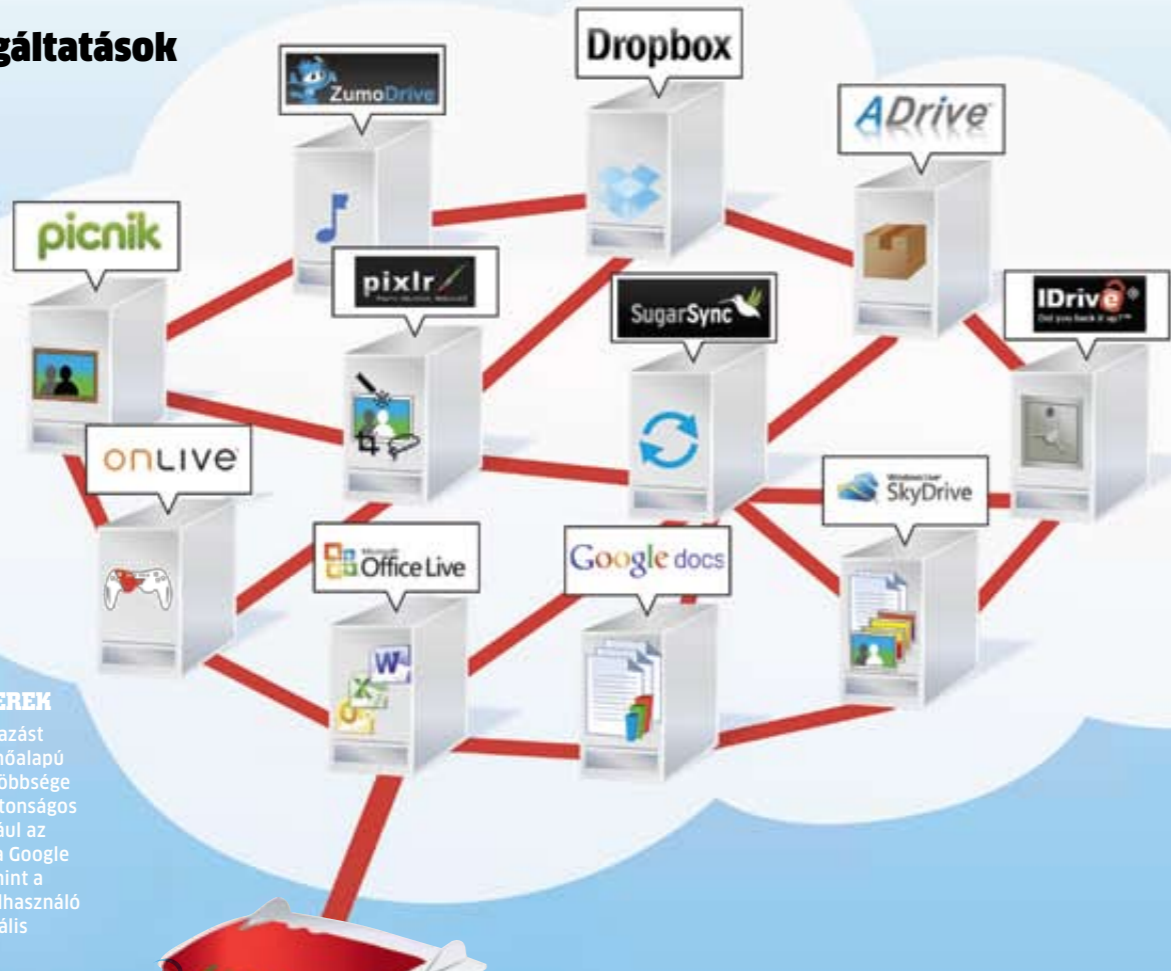 gáltatások
ZumoDrive
Dropbox
ADrive
picnik
pixlr
SugarSync
IDrive®
Did you back it up?™
onLIVE
Microsoft
Office Live
Google docs
Windows Live
SkyDrive
W
X
O
EREK
azást
nőalapú
öbbsége
tonságos
ául az
a Google
mint a
lhasználó
ális